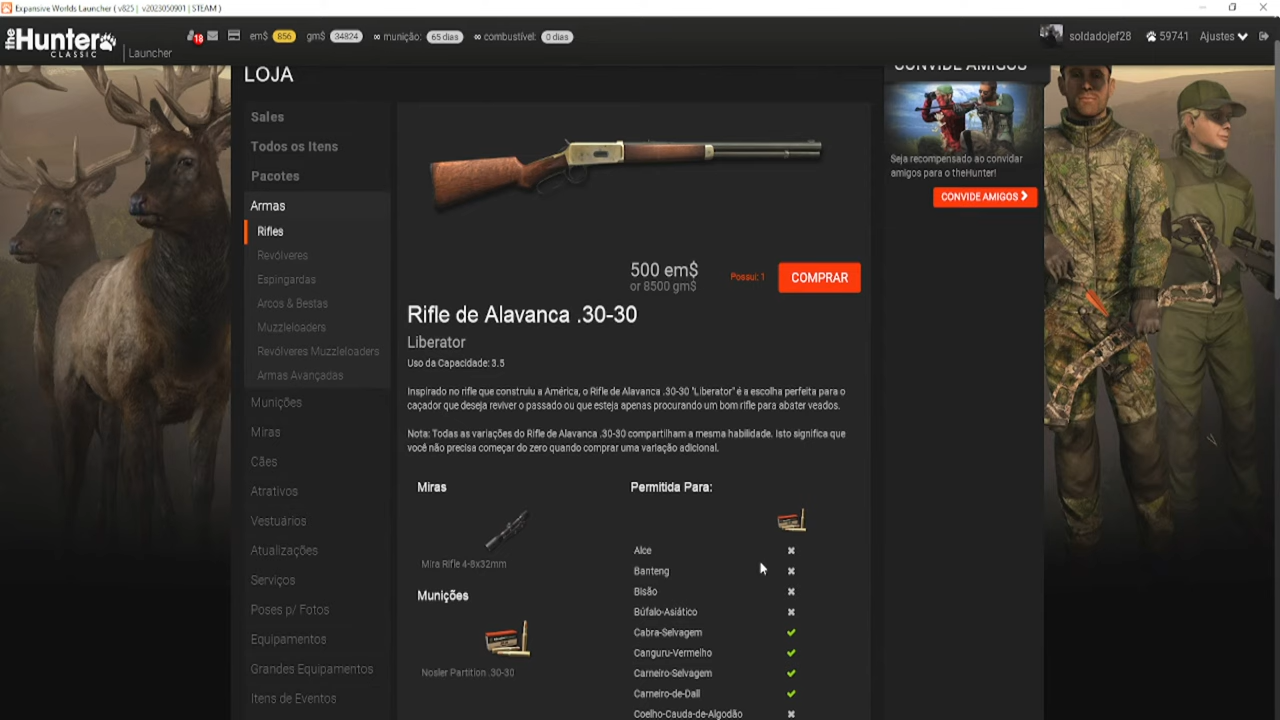 Expansive Worlds Launcher ( v825 | v2023050901 | STEAM )
theHunter CLASSIC | Launcher
18 em$ 856 gm$ 34824 ∞ munição: 65 dias ∞ combustível: 0 dias
soldadojef28 59741 Ajustes
LOJA
CONVIDE AMIGOS
Sales
Todos os Itens
Pacotes
Armas
Rifles
Revólveres
Espingardas
Arcos & Bestas
Muzzleloaders
Revólveres Muzzleloaders
Armas Avançadas
Munições
Miras
Cães
Atrativos
Vestuários
Atualizações
Serviços
Poses p/ Fotos
Equipamentos
Grandes Equipamentos
Itens de Eventos
500 em$
or 8500 gm$
Possui: 1
COMPRAR
Rifle de Alavanca .30-30
Liberator
Uso da Capacidade: 3.5
Inspirado no rifle que construiu a América, o Rifle de Alavanca .30-30 "Liberator" é a escolha perfeita para o
caçador que deseja reviver o passado ou que esteja apenas procurando um bom rifle para abater veados.
Nota: Todas as variações do Rifle de Alavanca .30-30 compartilham a mesma habilidade. Isto significa que
você não precisa começar do zero quando comprar uma variação adicional.
Miras
Mira Rifle 4-8x32mm
Munições
Nosler Partition .30-30
Permitida Para:
Alce
Banteng
Bisão
Búfalo-Asiático
Cabra-Selvagem
Canguru-Vermelho
Carneiro-Selvagem
Carneiro-de-Dall
Coelho-Cauda-de-Algodão
Seja recompensado ao convidar
amigos para o theHunter!
CONVIDE AMIGOS